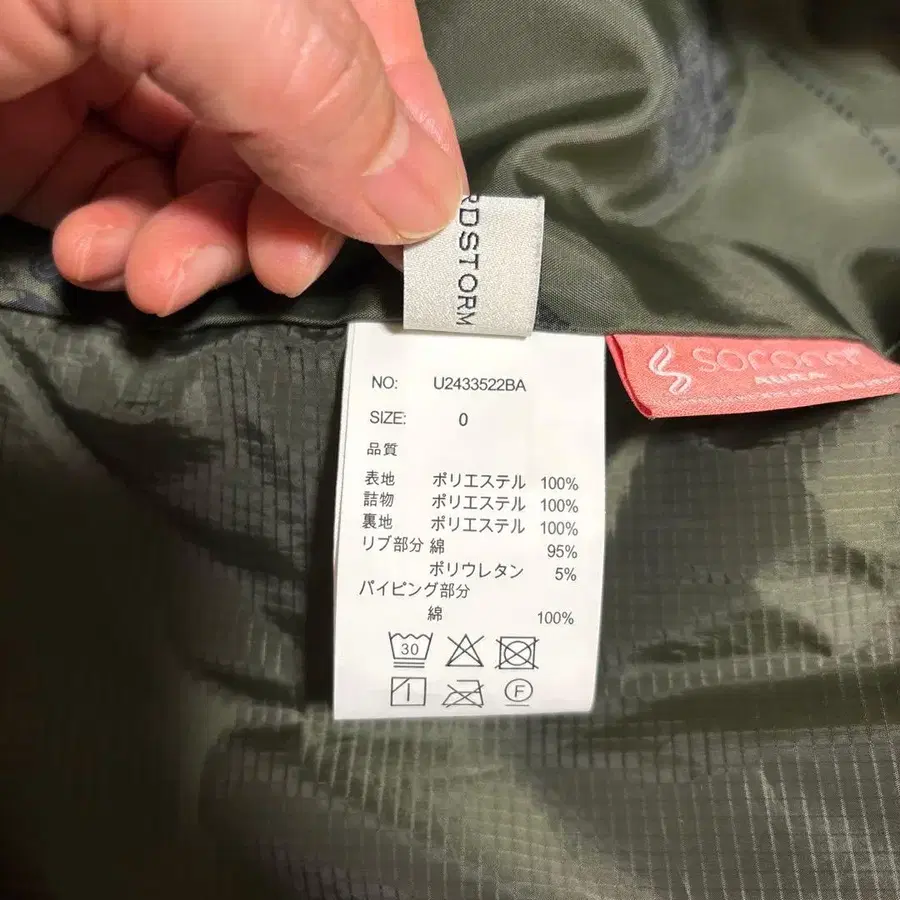 RDSTORM
sorona
AURA
NO: U2433522BA
SIZE: 0
品質
表地 ポリエステル 100%
詰物 ポリエステル 100%
裏地 ポリエステル 100%
リブ部分 綿 95%
ポリウレタン 5%
パイピング部分
綿 100%
30
F